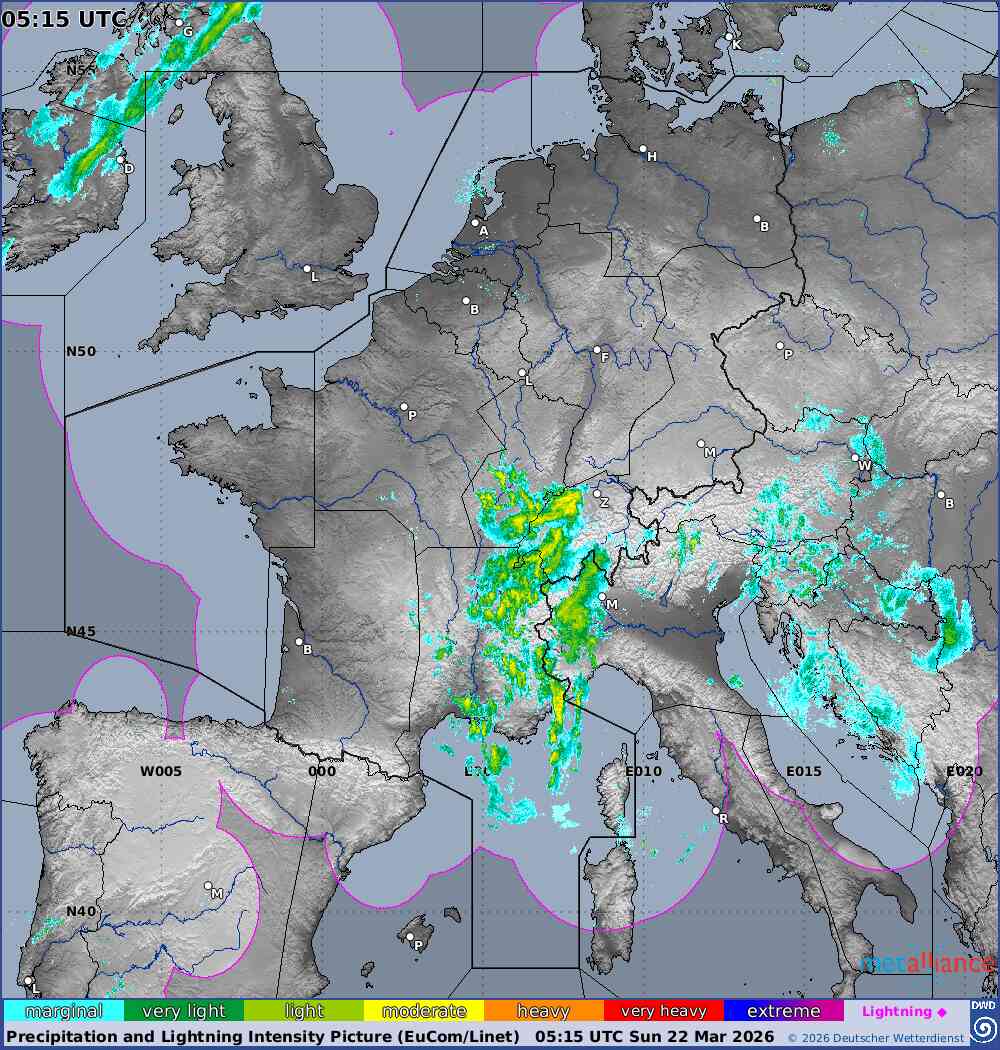 05:15 UTC
G
K
N55
D
H
A
B
L
B
N50
F
P
L
P
M
W
Z
B
M
N45
B
W005
000
E010
E015
E020
R
M
N40
P
L
metalliance
marginal
very light
light
moderate
heavy
very heavy
extreme
Lightning ◆
DWD
Precipitation and Lightning Intensity Picture (EuCom/Linet) 05:15 UTC Sun 22 Mar 2026
© 2026 Deutscher Wetterdienst